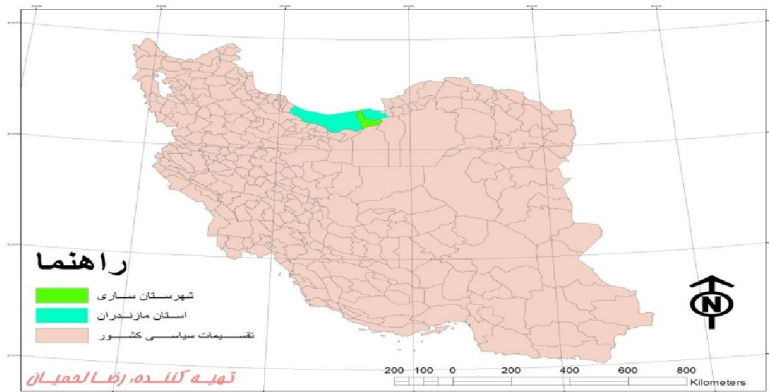 راهنما
شهرستان ساری
استان مازندران
تقسیمات سیاسی کشور
تهیه کننده: رضا لحمیان
N
200 100 0 200 400 600 800
Kilometers